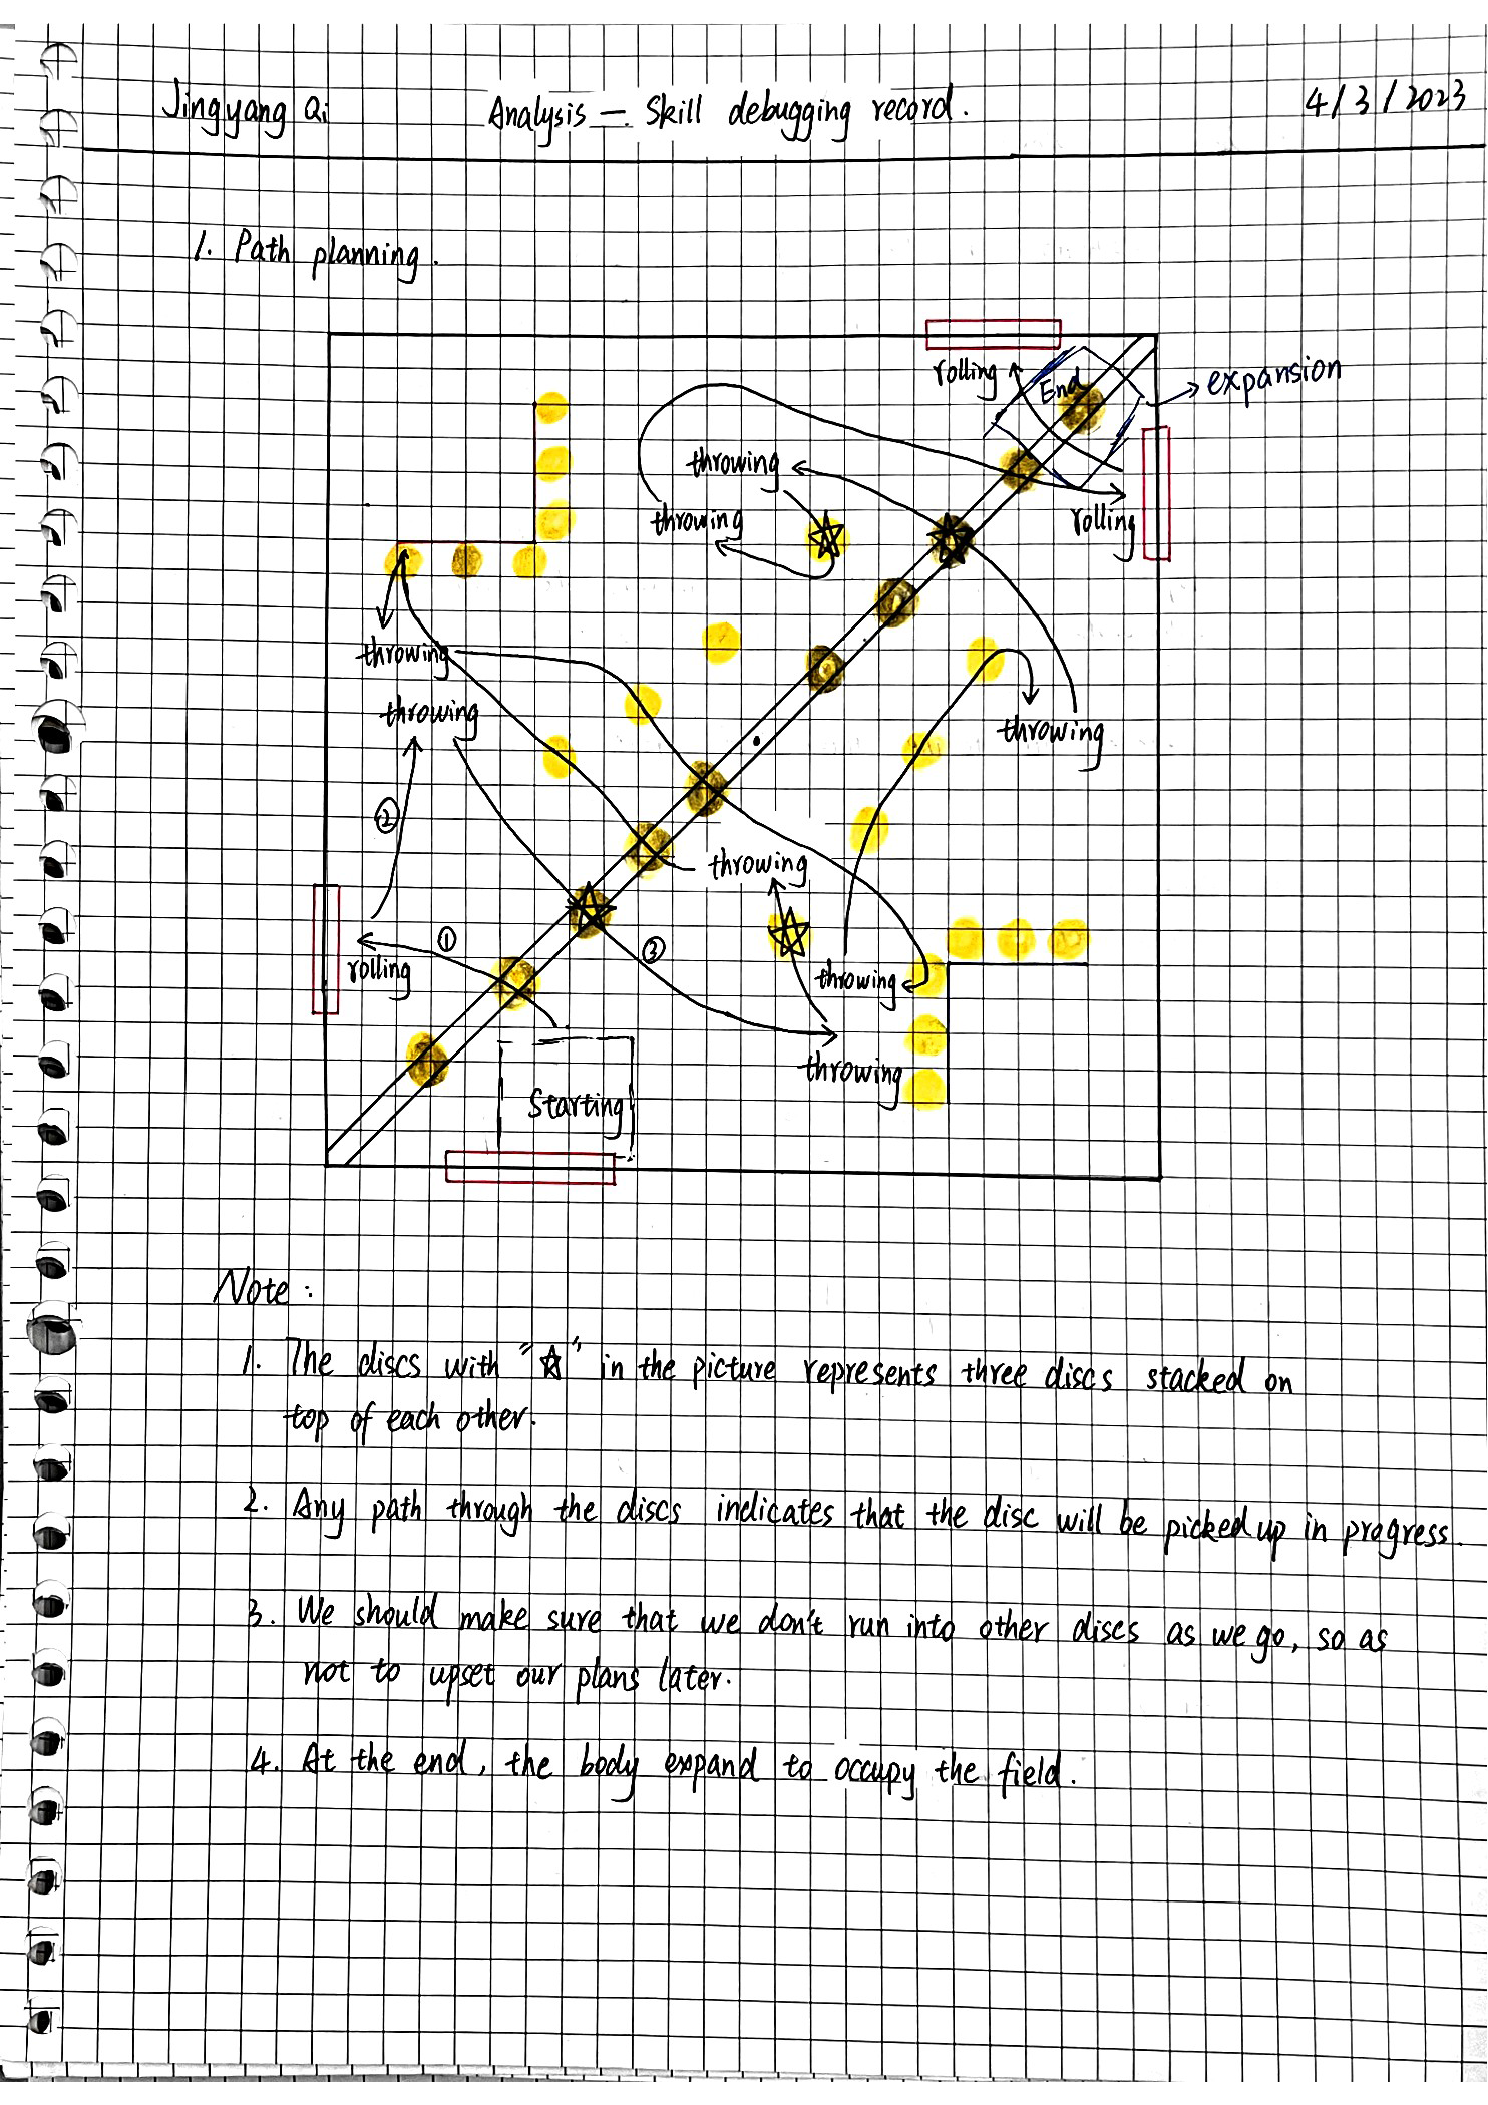 Jingyang Qi
Analysis — Skill debugging record.
4/3/2023
1. Path planning.
rolling
End
expansion
throwing
throwing
rolling
throwing
throwing
throwing
②
throwing
①
③
rolling
throwing
throwing
Starting
Note:
1. The discs with "☆" in the picture represents three discs stacked on
top of each other.
2. Any path through the discs indicates that the disc will be picked up in progress.
3. We should make sure that we don't run into other discs as we go, so as
not to upset our plans later.
4. At the end, the body expand to occupy the field.